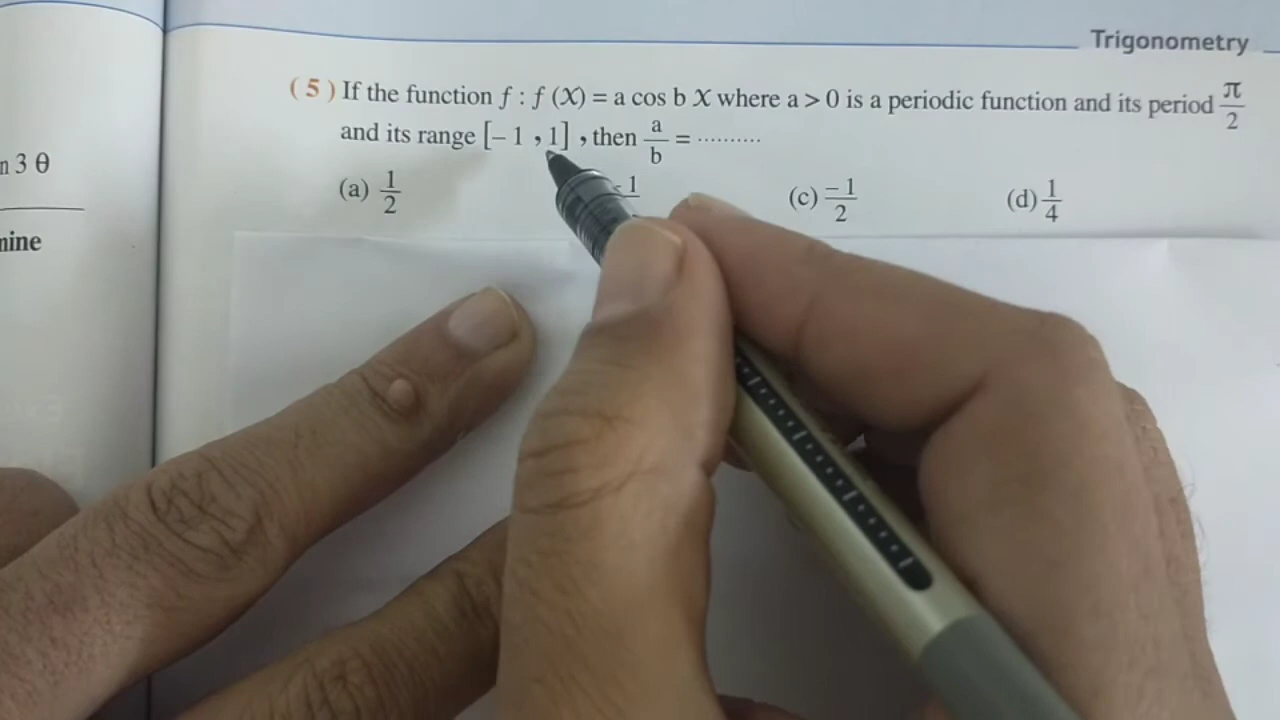 Trigonometry
( 5 ) If the function f : f (X) = a cos b X where a > 0 is a periodic function and its period π/2
and its range [– 1 , 1] , then a/b = ..........
(a) 1/2 (c) –1/2 (d) 1/4
3 θ